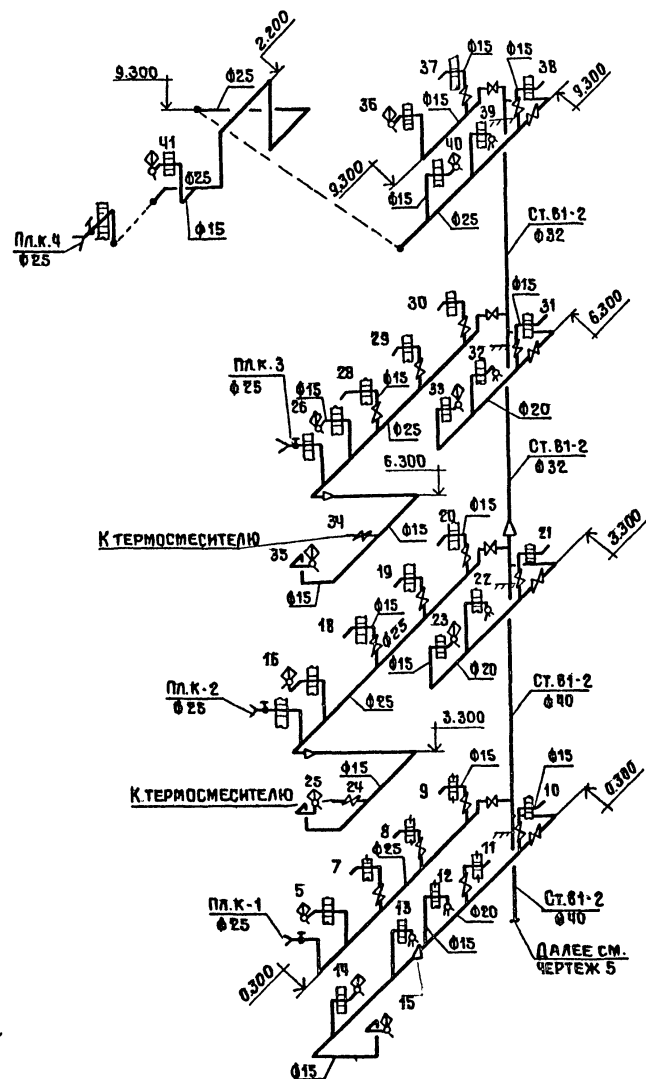 2.200
9.300
Ф25
41
Ф25
Ф15
Пл.к.4
Ф25
37
Ф15
Ф15
38
36
Ф15
39
9.300
9.300
40
Ф15
Ф25
Ст.В1-2
Ф32
30
Ф15
31
6.300
29
32
Пл.к.3
Ф25
Ф15
28
Ф15
33
26
Ф25
Ф20
6.300
Ст.В1-2
Ф32
К термосмесителю
34
Ф15
20
Ф15
21
3.300
35
Ф15
19
22
18
Ф15
23
Ф25
16
Ф15
Ф20
Пл.к-2
Ф25
Ф25
Ст.В1-2
Ф40
3.300
Ф15
К термосмесителю
25
24
9
Ф15
Ф15
10
0.300
8
Ф25
11
7
12
5
Ф20
Пл.к-1
Ф25
13
Ст.В1-2
Ф40
Ф15
14
0.300
15
Далее см.
чертеж 5
Ф15